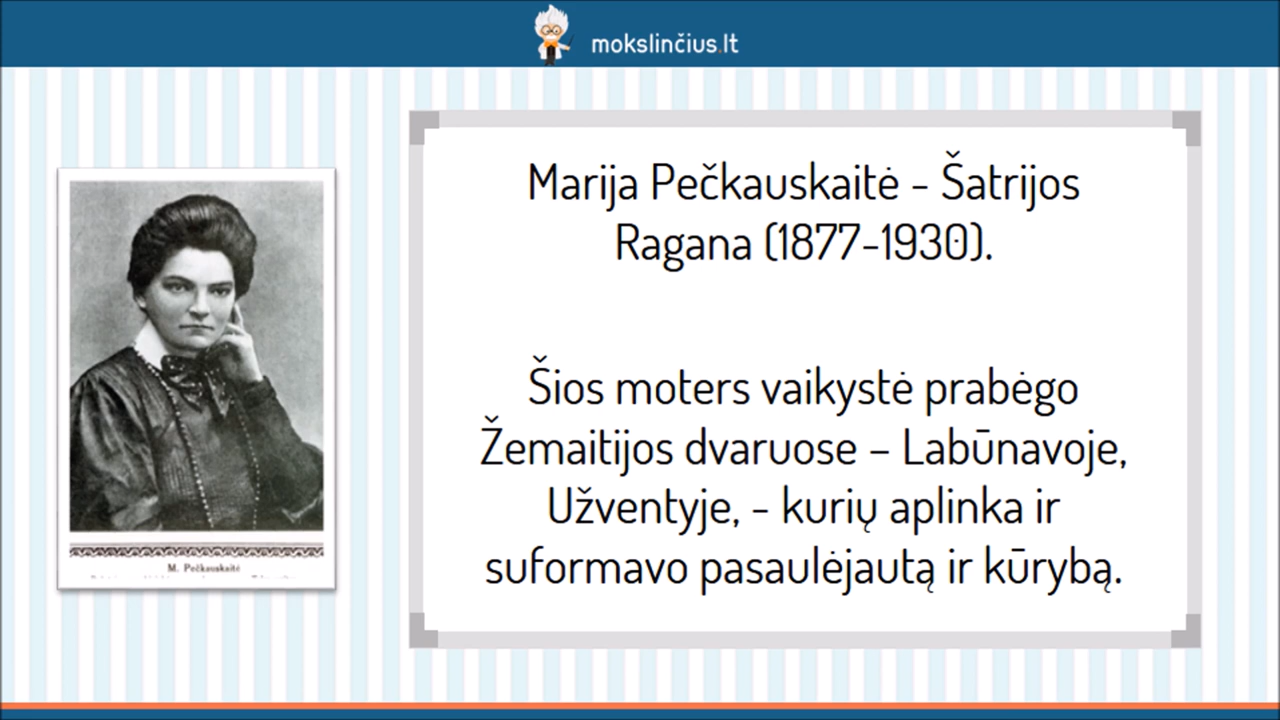 mokslinčius.lt
Marija Pečkauskaitė - Šatrijos
Ragana (1877-1930).
Šios moters vaikystė prabėgo
Žemaitijos dvaruose – Labūnavoje,
Užventyje, - kurių aplinka ir
suformavo pasaulėjautą ir kūrybą.
M. Pečkauskaitė